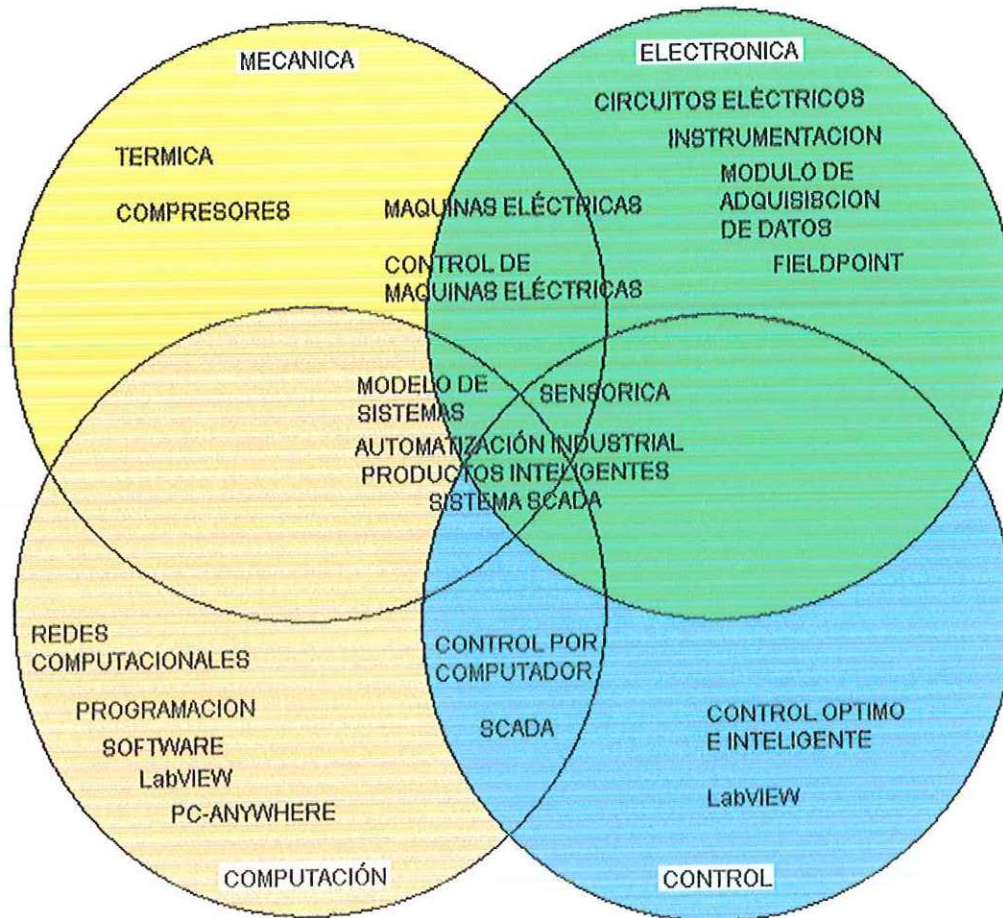 MECANICA
TERMICA
COMPRESORES
ELECTRONICA
CIRCUITOS ELÉCTRICOS
INSTRUMENTACION
MODULO DE
ADQUISISCION
DE DATOS
FIELDPOINT
MAQUINAS ELÉCTRICAS
CONTROL DE
MAQUINAS ELÉCTRICAS
MODELO DE
SISTEMAS
SENSORICA
AUTOMATIZACIÓN INDUSTRIAL
PRODUCTOS INTELIGENTES
SISTEMA SCADA
REDES
COMPUTACIONALES
PROGRAMACION
SOFTWARE
LabVIEW
PC-ANYWHERE
COMPUTACIÓN
CONTROL POR
COMPUTADOR
SCADA
CONTROL OPTIMO
E INTELIGENTE
LabVIEW
CONTROL